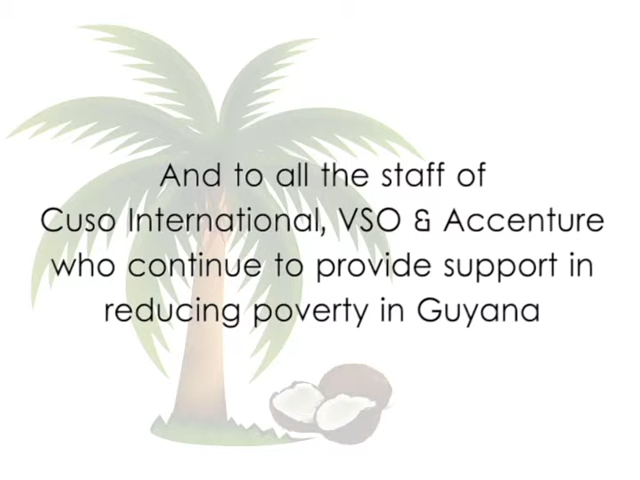 And to all the staff of
Cuso International, VSO & Accenture
who continue to provide support in
reducing poverty in Guyana